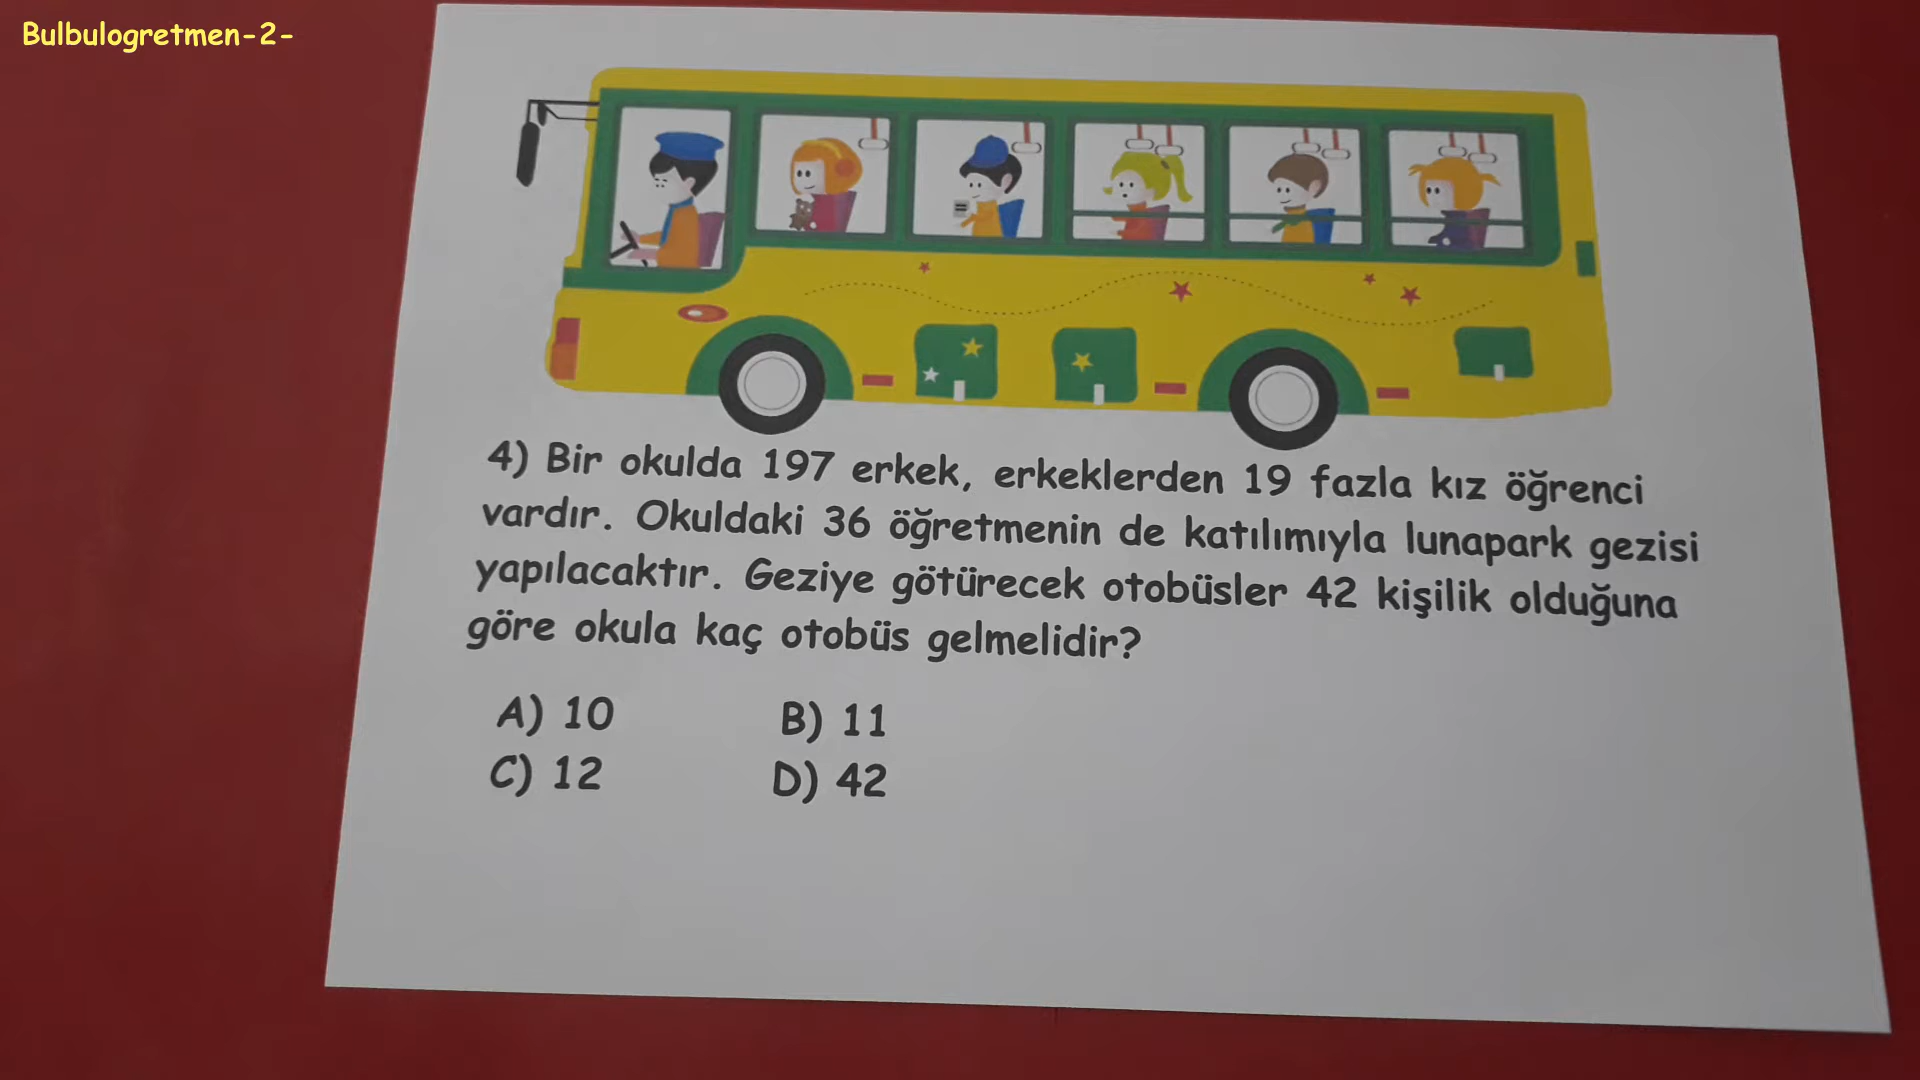 Bulbulogretmen-2-
4) Bir okulda 197 erkek, erkeklerden 19 fazla kız öğrenci
vardır. Okuldaki 36 öğretmenin de katılımıyla lunapark gezisi
yapılacaktır. Geziye götürecek otobüsler 42 kişilik olduğuna
göre okula kaç otobüs gelmelidir?
A) 10 B) 11
C) 12 D) 42